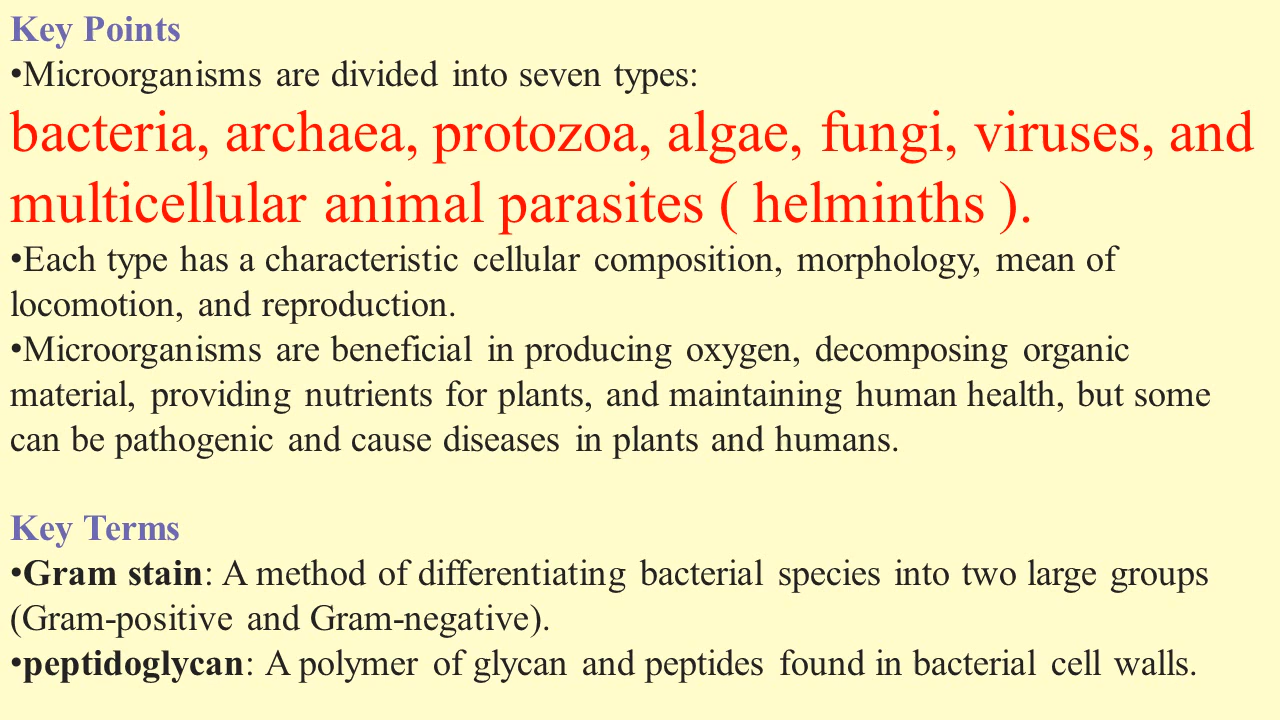 Key Points
•Microorganisms are divided into seven types:
bacteria, archaea, protozoa, algae, fungi, viruses, and
multicellular animal parasites ( helminths ).
•Each type has a characteristic cellular composition, morphology, mean of
locomotion, and reproduction.
•Microorganisms are beneficial in producing oxygen, decomposing organic
material, providing nutrients for plants, and maintaining human health, but some
can be pathogenic and cause diseases in plants and humans.
Key Terms
•Gram stain: A method of differentiating bacterial species into two large groups
(Gram-positive and Gram-negative).
•peptidoglycan: A polymer of glycan and peptides found in bacterial cell walls.